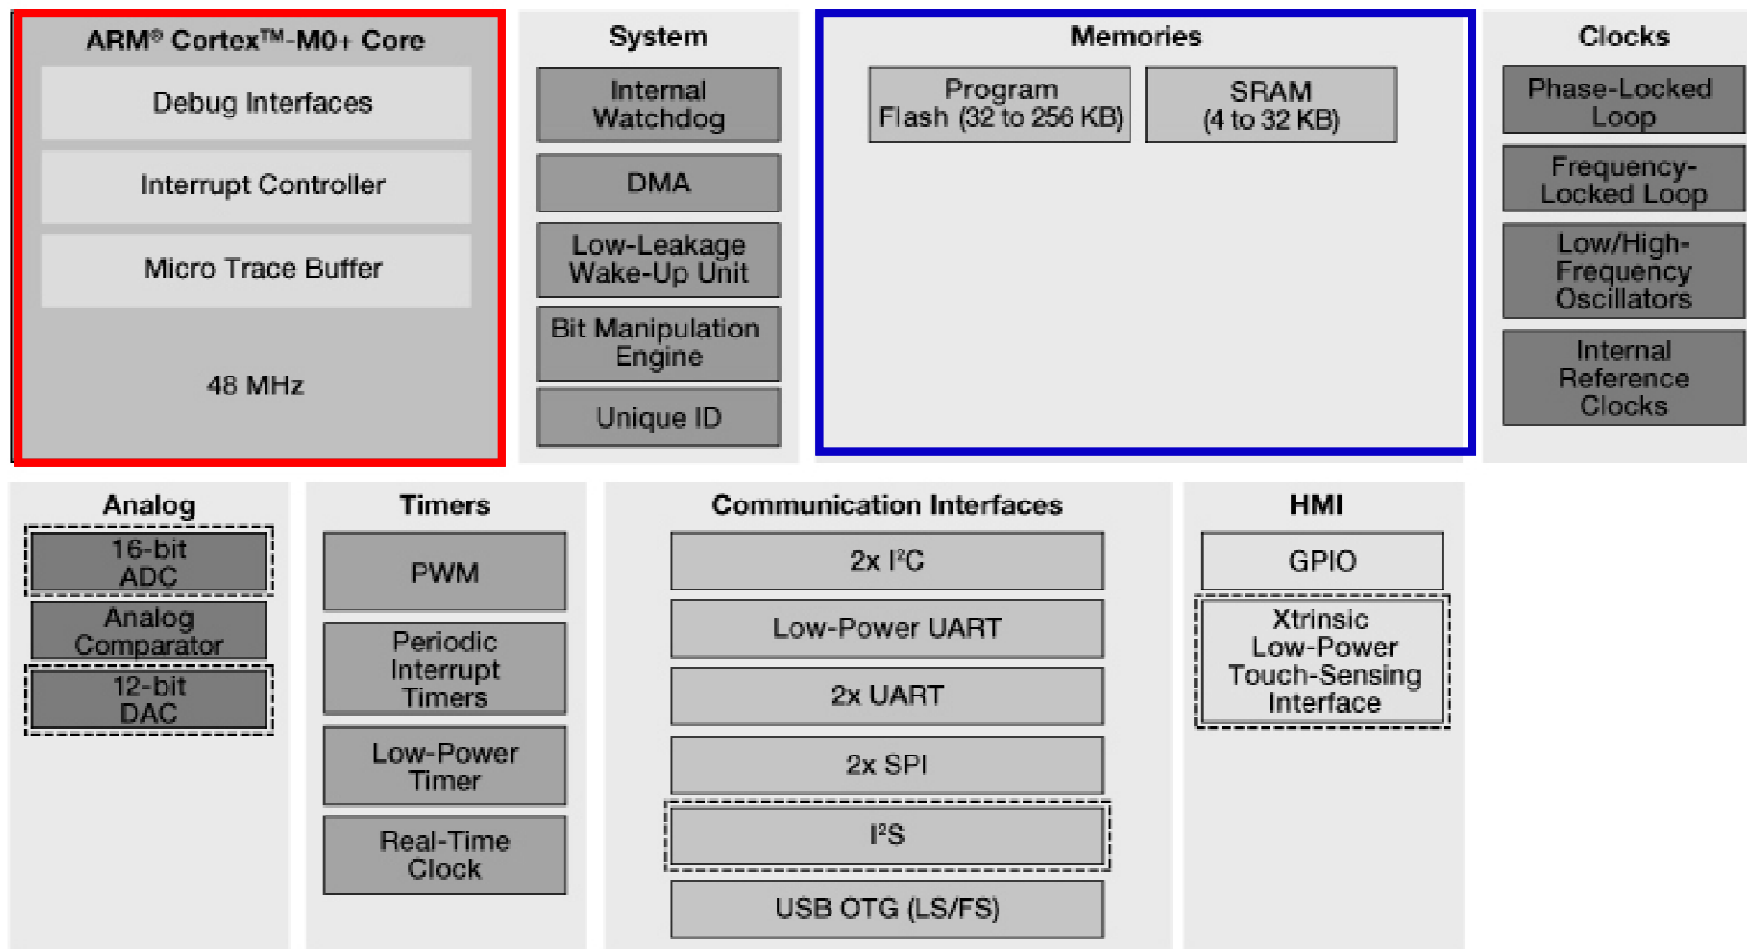 ARM® Cortex™-M0+ Core
Debug Interfaces
Interrupt Controller
Micro Trace Buffer
48 MHz
System
Internal
Watchdog
DMA
Low-Leakage
Wake-Up Unit
Bit Manipulation
Engine
Unique ID
Memories
Program
Flash (32 to 256 KB)
SRAM
(4 to 32 KB)
Clocks
Phase-Locked
Loop
Frequency-
Locked Loop
Low/High-
Frequency
Oscillators
Internal
Reference
Clocks
Analog
16-bit
ADC
Analog
Comparator
12-bit
DAC
Timers
PWM
Periodic
Interrupt
Timers
Low-Power
Timer
Real-Time
Clock
Communication Interfaces
2x I²C
Low-Power UART
2x UART
2x SPI
I²S
USB OTG (LS/FS)
HMI
GPIO
Xtrinsic
Low-Power
Touch-Sensing
Interface